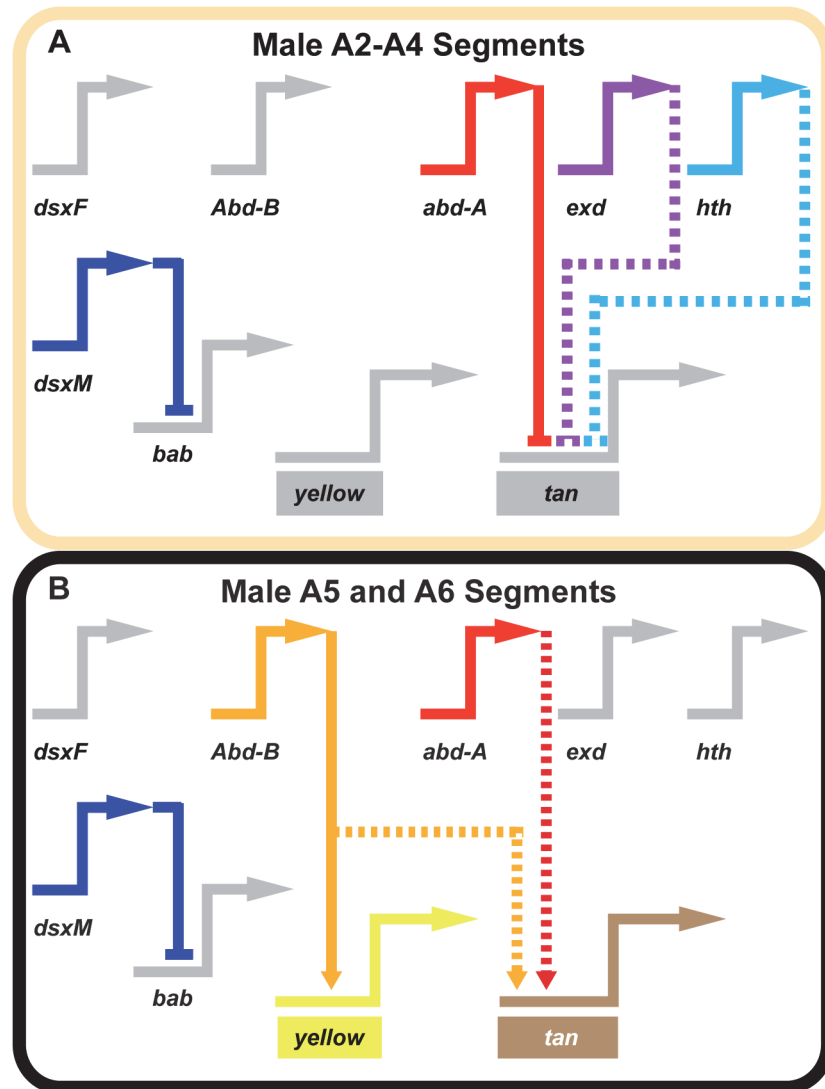 A
Male A2-A4 Segments
dsxF
Abd-B
abd-A
exd
hth
dsxM
bab
yellow
tan
B
Male A5 and A6 Segments
dsxF
Abd-B
abd-A
exd
hth
dsxM
bab
yellow
tan